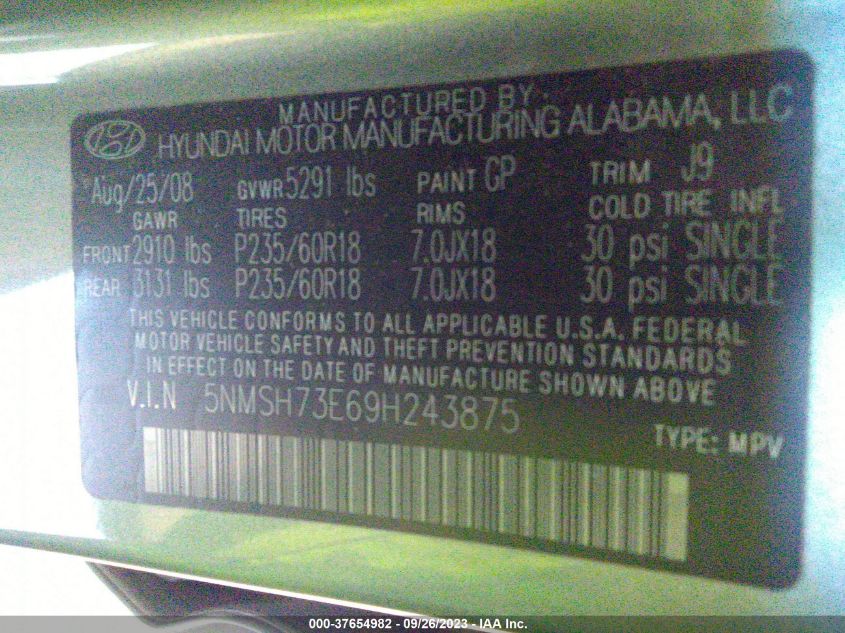 MANUFACTURED BY:
HYUNDAI MOTOR MANUFACTURING ALABAMA, LLC
Aug/25/08 GVWR 5291 lbs PAINT GP TRIM J9
GAWR TIRES RIMS COLD TIRE INFL
FRONT 2910 lbs P235/60R18 7.0JX18 30 psi SINGLE
REAR 3131 lbs P235/60R18 7.0JX18 30 psi SINGLE
THIS VEHICLE CONFORMS TO ALL APPLICABLE U.S.A. FEDERAL
MOTOR VEHICLE SAFETY AND THEFT PREVENTION STANDARDS
IN EFFECT ON THE DATE OF MANUFACTURE SHOWN ABOVE
V.I.N 5NMSH73E69H243875
TYPE: MPV
000-37654982 - 09/26/2023 - IAA Inc.